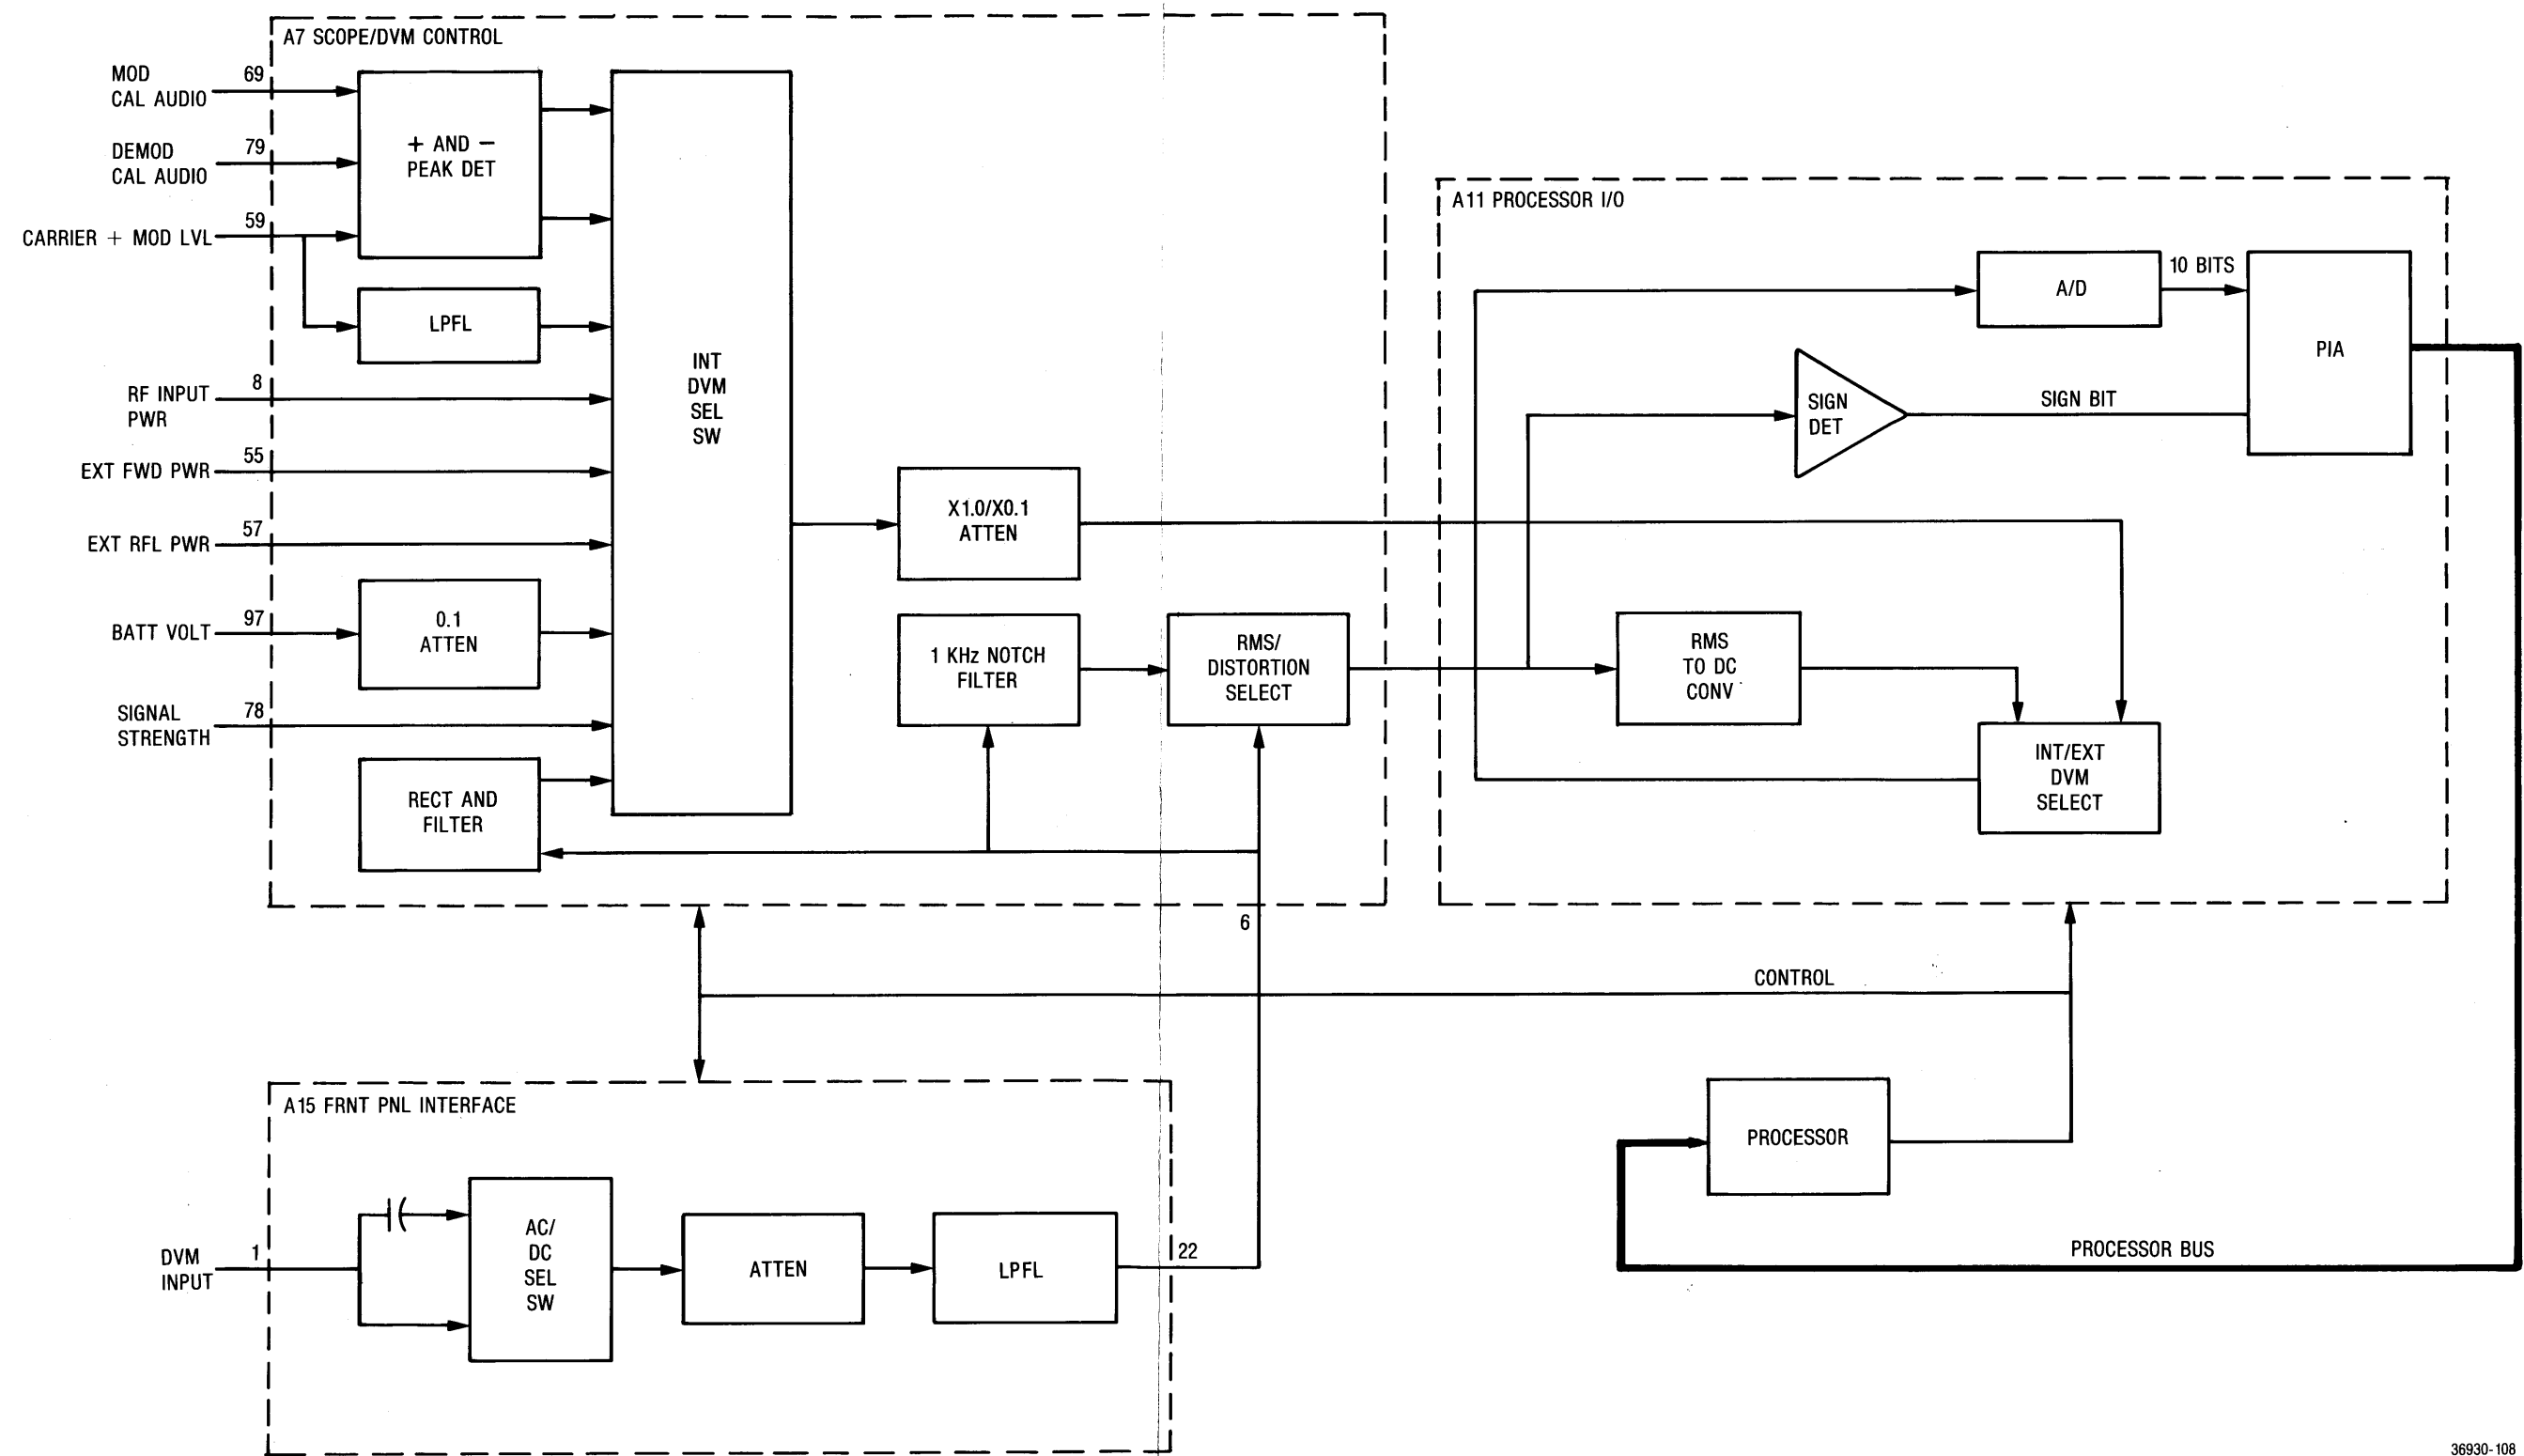 A7 SCOPE/DVM CONTROL
MOD
CAL AUDIO
69
DEMOD
CAL AUDIO
79
CARRIER + MOD LVL
59
+ AND −
PEAK DET
LPFL
RF INPUT
PWR
8
EXT FWD PWR
55
EXT RFL PWR
57
BATT VOLT
97
0.1
ATTEN
SIGNAL
STRENGTH
78
RECT AND
FILTER
INT
DVM
SEL
SW
X1.0/X0.1
ATTEN
1 KHz NOTCH
FILTER
RMS/
DISTORTION
SELECT
6
A11 PROCESSOR I/O
A/D
10 BITS
PIA
SIGN
DET
SIGN BIT
RMS
TO DC
CONV
INT/EXT
DVM
SELECT
CONTROL
PROCESSOR
PROCESSOR BUS
A15 FRNT PNL INTERFACE
DVM
INPUT
1
AC/
DC
SEL
SW
ATTEN
LPFL
22
36930-108